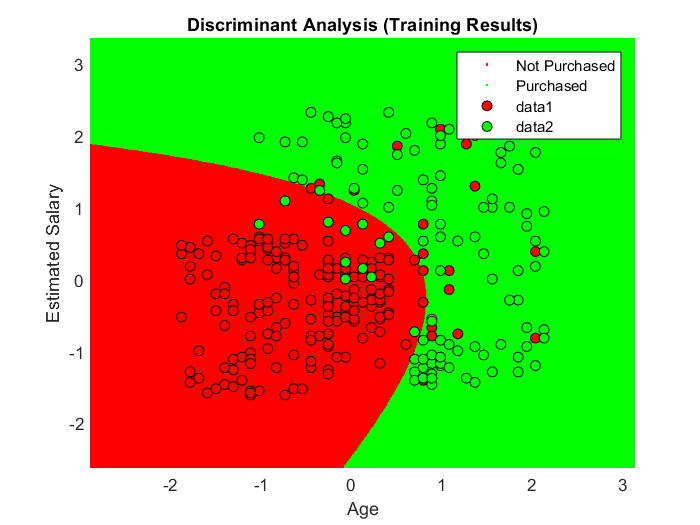 Discriminant Analysis (Training Results)
3
2
1
0
-1
-2
Estimated Salary
Not Purchased
Purchased
data1
data2
-2 -1 0 1 2 3
Age